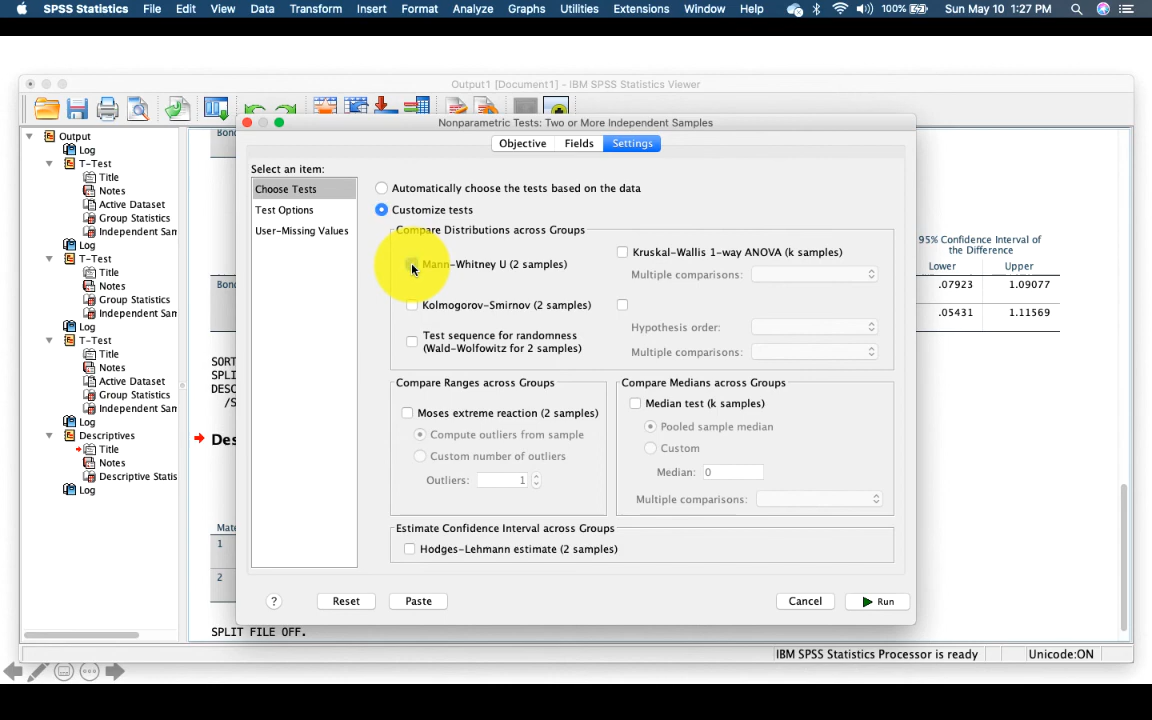 SPSS Statistics File Edit View Data Transform Insert Format Analyze Graphs Utilities Extensions Window Help 100% Sun May 10 1:27 PM
Output1 [Document1] - IBM SPSS Statistics Viewer
Nonparametric Tests: Two or More Independent Samples
Objective Fields Settings
Output
Log
T-Test
Title
Notes
Active Dataset
Group Statistics
Independent Sam
Log
T-Test
Title
Notes
Group Statistics
Independent Sam
Log
T-Test
Title
Notes
Active Dataset
Group Statistics
Independent Sam
Log
Descriptives
Title
Notes
Descriptive Statis
Log
Bond
Bond
SORT
SPLI
DESC
/S
Des
Mate
1
2
SPLIT FILE OFF.
Select an item:
Choose Tests
Test Options
User-Missing Values
Automatically choose the tests based on the data
Customize tests
Compare Distributions across Groups
Mann-Whitney U (2 samples)
Kolmogorov-Smirnov (2 samples)
Test sequence for randomness
(Wald-Wolfowitz for 2 samples)
Kruskal-Wallis 1-way ANOVA (k samples)
Multiple comparisons:
Hypothesis order:
Multiple comparisons:
Compare Ranges across Groups
Moses extreme reaction (2 samples)
Compute outliers from sample
Custom number of outliers
Outliers: 1
Compare Medians across Groups
Median test (k samples)
Pooled sample median
Custom
Median: 0
Multiple comparisons:
Estimate Confidence Interval across Groups
Hodges-Lehmann estimate (2 samples)
? Reset Paste Cancel Run
95% Confidence Interval of
the Difference
Lower Upper
.07923 1.09077
.05431 1.11569
IBM SPSS Statistics Processor is ready Unicode:ON